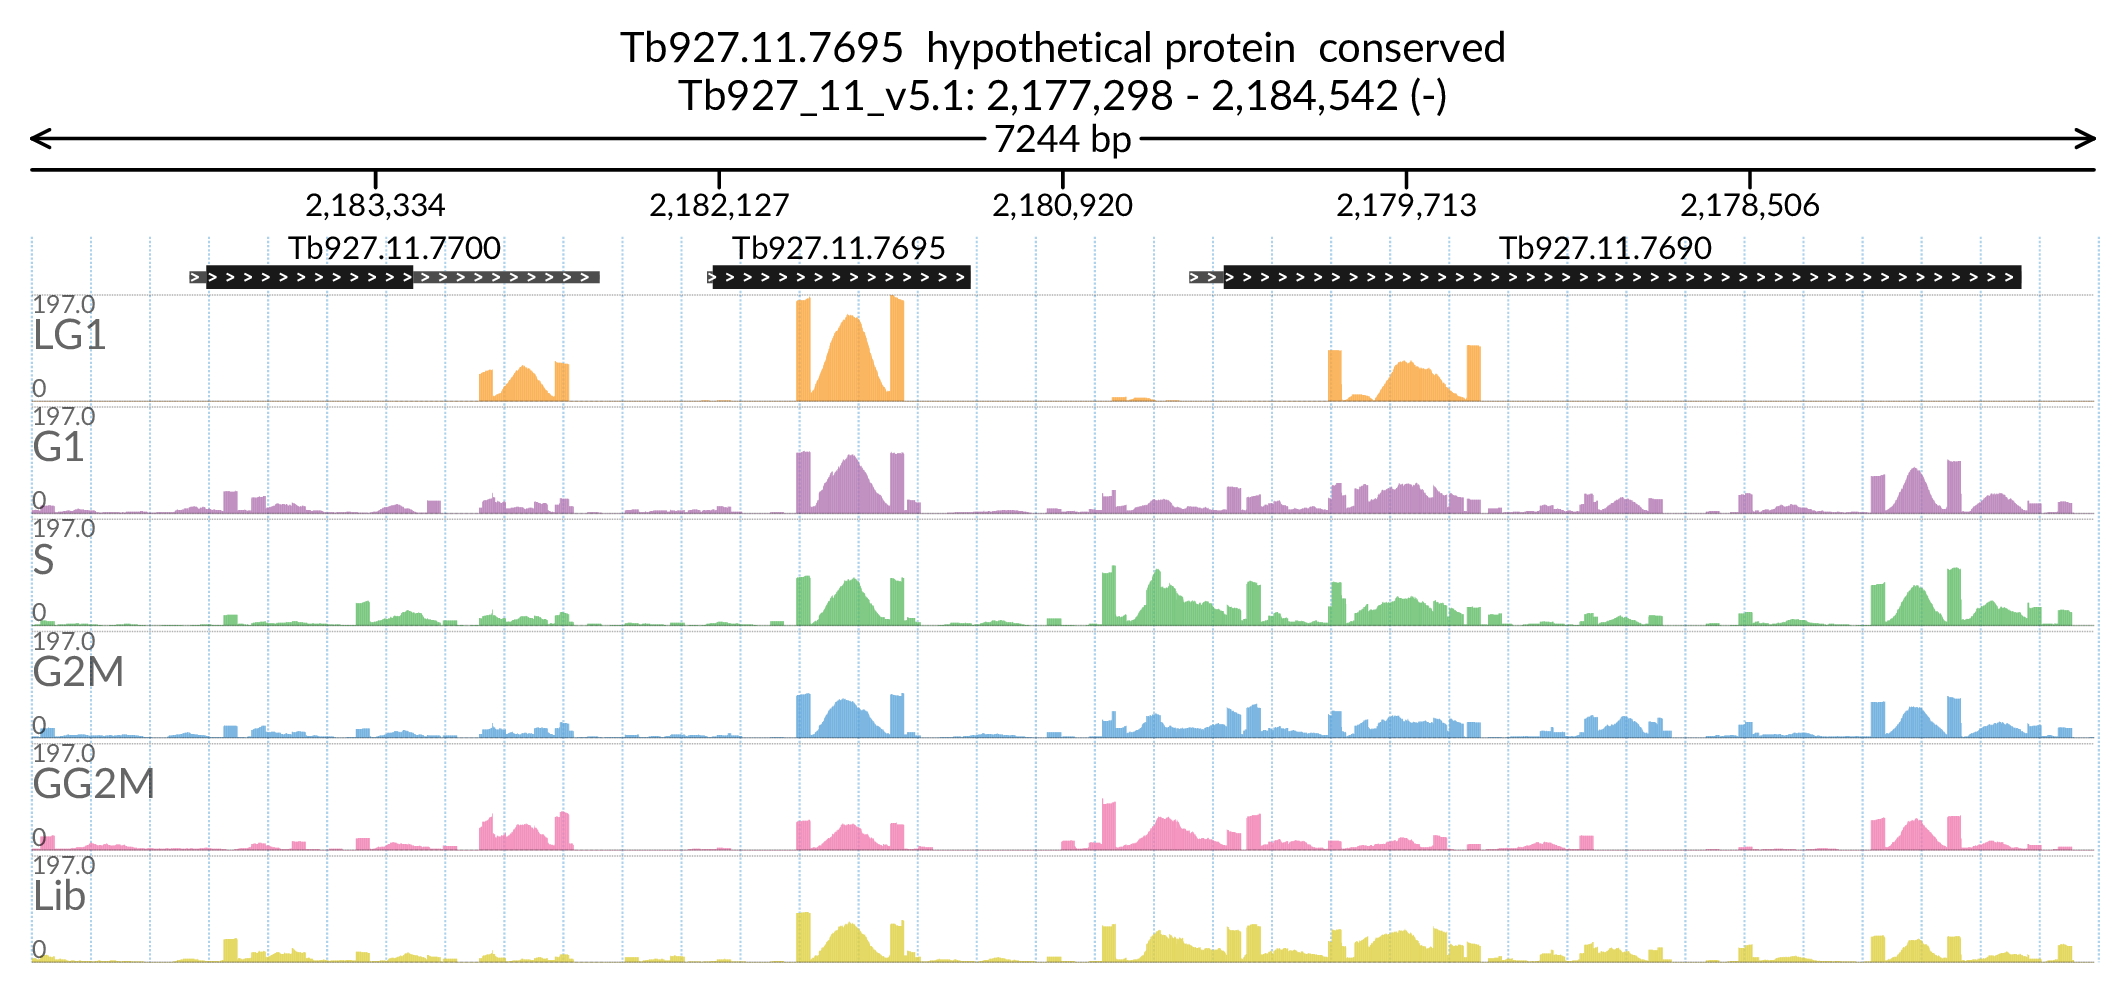 Tb927.11.7695 hypothetical protein conserved
Tb927_11_v5.1: 2,177,298 - 2,184,542 (-)
7244 bp
2,183,334 2,182,127 2,180,920 2,179,713 2,178,506
Tb927.11.7700 Tb927.11.7695 Tb927.11.7690
197.0
LG1
0
197.0
G1
0
197.0
S
0
197.0
G2M
0
197.0
GG2M
0
197.0
Lib
0